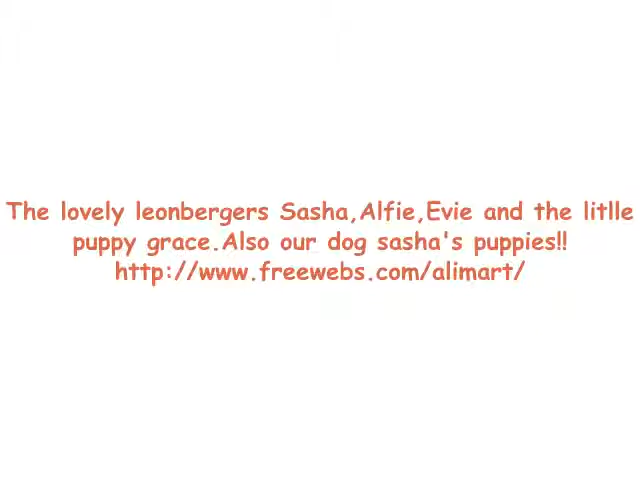 The lovely leonbergers Sasha,Alfie,Evie and the litlle
puppy grace.Also our dog sasha's puppies!!
http://www.freewebs.com/alimart/